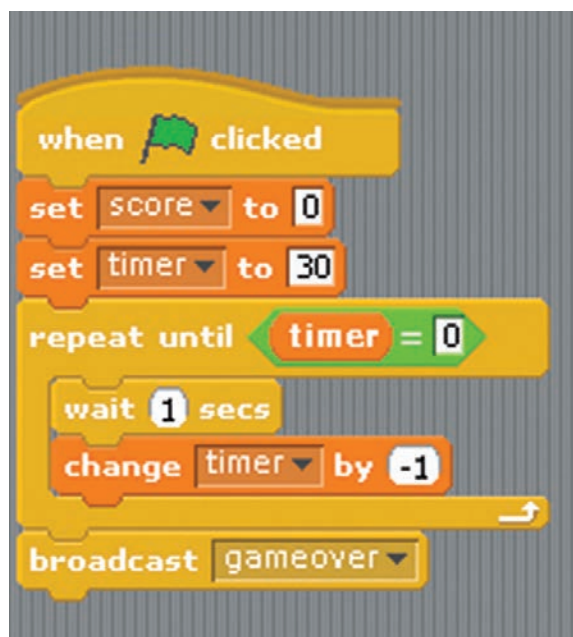 when clicked
set score to 0
set timer to 30
repeat until timer = 0
wait 1 secs
change timer by -1
broadcast gameover